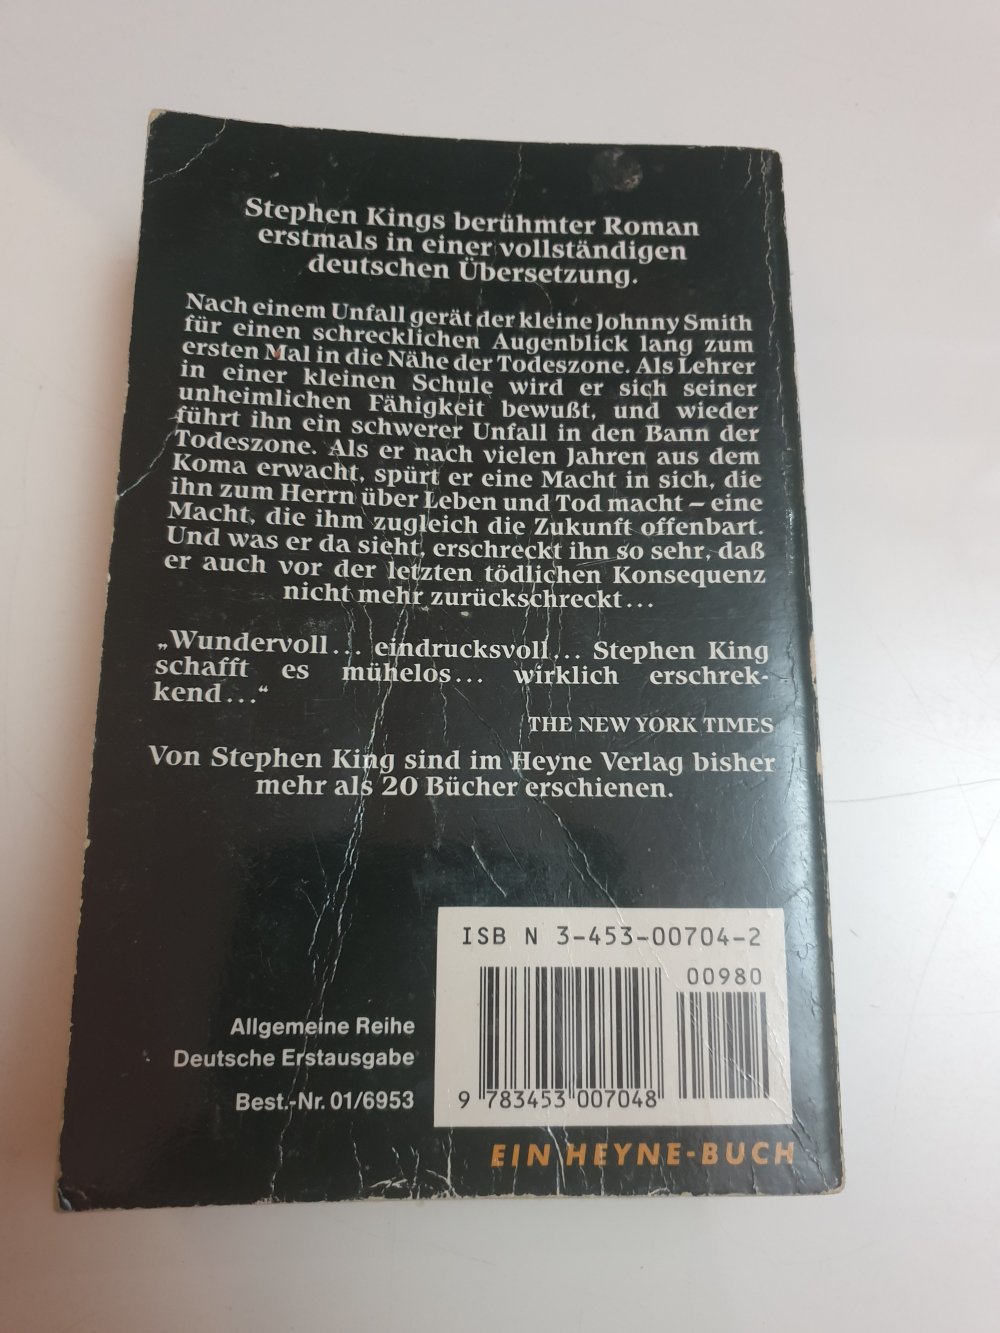 Stephen Kings berühmter Roman
erstmals in einer vollständigen
deutschen Übersetzung.
Nach einem Unfall gerät der kleine Johnny Smith
für einen schrecklichen Augenblick lang zum
ersten Mal in die Nähe der Todeszone. Als Lehrer
in einer kleinen Schule wird er sich seiner
unheimlichen Fähigkeit bewußt, und wieder
führt ihn ein schwerer Unfall in den Bann der
Todeszone. Als er nach vielen Jahren aus dem
Koma erwacht, spürt er eine Macht in sich, die
ihn zum Herrn über Leben und Tod macht – eine
Macht, die ihm zugleich die Zukunft offenbart.
Und was er da sieht, erschreckt ihn so sehr, daß
er auch vor der letzten tödlichen Konsequenz
nicht mehr zurückschreckt...
„Wundervoll... eindrucksvoll... Stephen King
schafft es mühelos... wirklich erschrek-
kend...“
THE NEW YORK TIMES
Von Stephen King sind im Heyne Verlag bisher
mehr als 20 Bücher erschienen.
ISB N 3-453-00704-2
00980
9 783453 007048
Allgemeine Reihe
Deutsche Erstausgabe
Best.-Nr. 01/6953
EIN HEYNE-BUCH